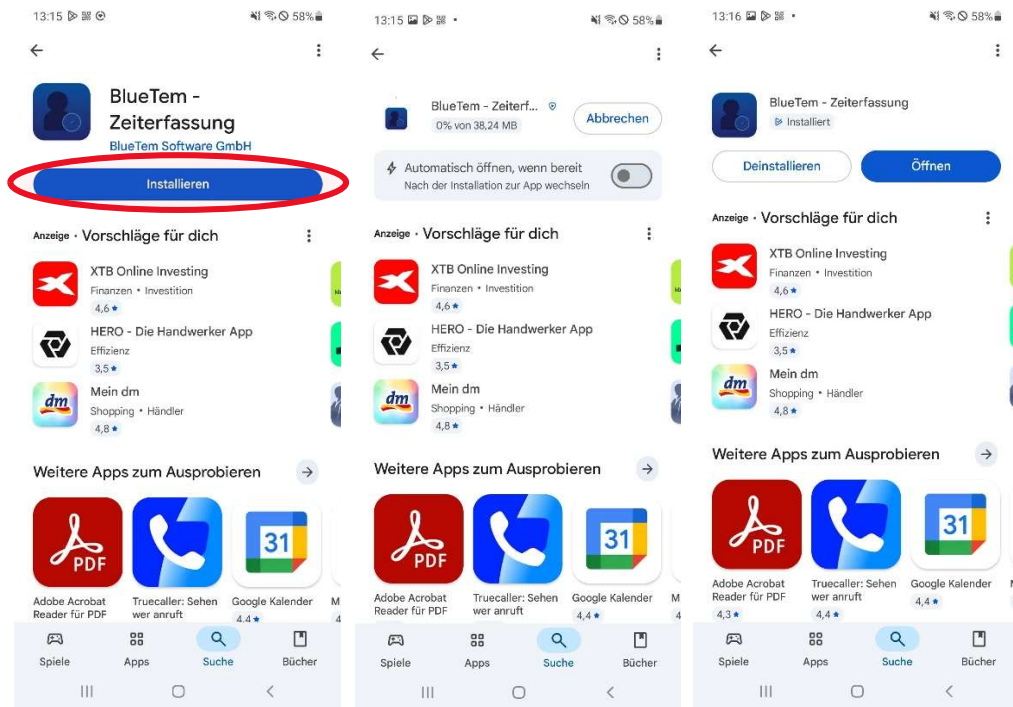 13:15 58%
BlueTem -
Zeiterfassung
BlueTem Software GmbH
Installieren
Anzeige • Vorschläge für dich
XTB Online Investing
Finanzen • Investition
4,6 ★
HERO - Die Handwerker App
Effizienz
3,5 ★
dm
Mein dm
Shopping • Händler
4,8 ★
Weitere Apps zum Ausprobieren
PDF
31
Adobe Acrobat
Reader für PDF
Truecaller: Sehen
wer anruft
Google Kalender
4,4 ★
M
4
Spiele
Apps
Suche
Bücher
13:15 58%
BlueTem - Zeiterf...
0% von 38,24 MB
Abbrechen
Automatisch öffnen, wenn bereit
Nach der Installation zur App wechseln
Anzeige • Vorschläge für dich
XTB Online Investing
Finanzen • Investition
4,6 ★
HERO - Die Handwerker App
Effizienz
3,5 ★
dm
Mein dm
Shopping • Händler
4,8 ★
Weitere Apps zum Ausprobieren
PDF
31
Adobe Acrobat
Reader für PDF
Truecaller: Sehen
wer anruft
Google Kalender
4,4 ★
M
4
Spiele
Apps
Suche
Bücher
13:16 58%
BlueTem - Zeiterfassung
Installiert
Deinstallieren
Öffnen
Anzeige • Vorschläge für dich
XTB Online Investing
Finanzen • Investition
4,6 ★
HERO - Die Handwerker App
Effizienz
3,5 ★
dm
Mein dm
Shopping • Händler
4,8 ★
Weitere Apps zum Ausprobieren
PDF
31
Adobe Acrobat
Reader für PDF
4,3 ★
Truecaller: Sehen
wer anruft
4,4 ★
Google Kalender
4,4 ★
Spiele
Apps
Suche
Bücher